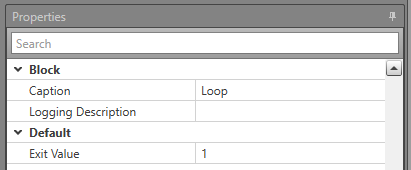 Properties
Search
Block
Caption Loop
Logging Description
Default
Exit Value 1